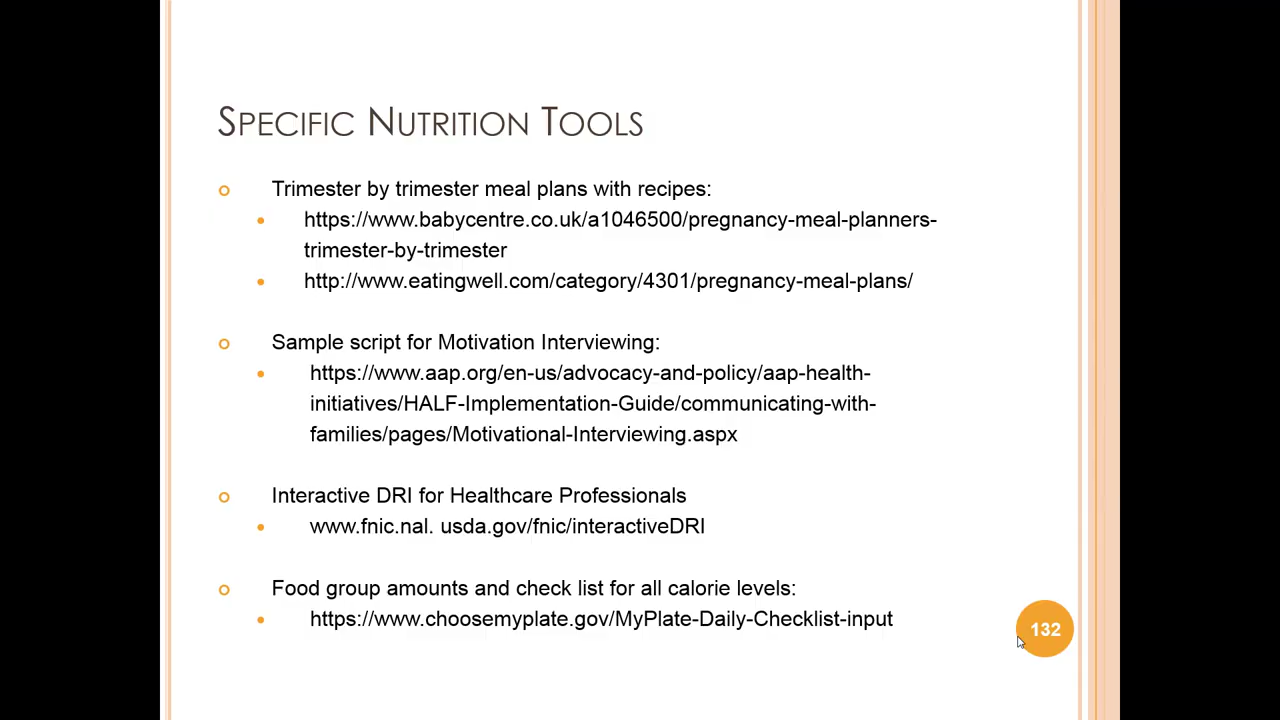 SPECIFIC NUTRITION TOOLS
Trimester by trimester meal plans with recipes:
https://www.babycentre.co.uk/a1046500/pregnancy-meal-planners-
trimester-by-trimester
http://www.eatingwell.com/category/4301/pregnancy-meal-plans/
Sample script for Motivation Interviewing:
https://www.aap.org/en-us/advocacy-and-policy/aap-health-
initiatives/HALF-Implementation-Guide/communicating-with-
families/pages/Motivational-Interviewing.aspx
Interactive DRI for Healthcare Professionals
www.fnic.nal. usda.gov/fnic/interactiveDRI
Food group amounts and check list for all calorie levels:
https://www.choosemyplate.gov/MyPlate-Daily-Checklist-input
132